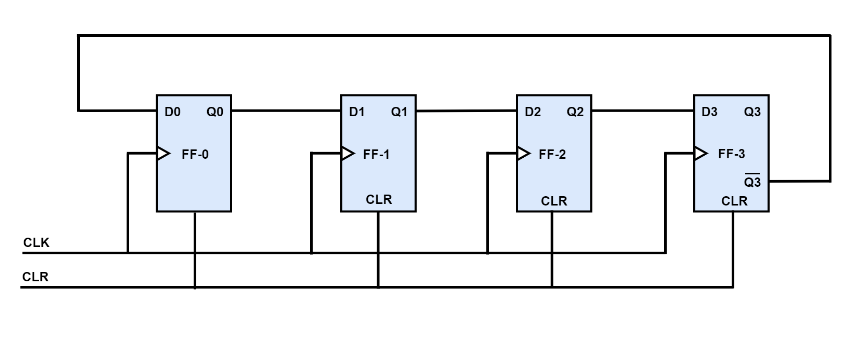 D0 Q0 D1 Q1 D2 Q2 D3 Q3
FF-0 FF-1 FF-2 FF-3
Q̅3̅
CLR CLR CLR
CLK
CLR